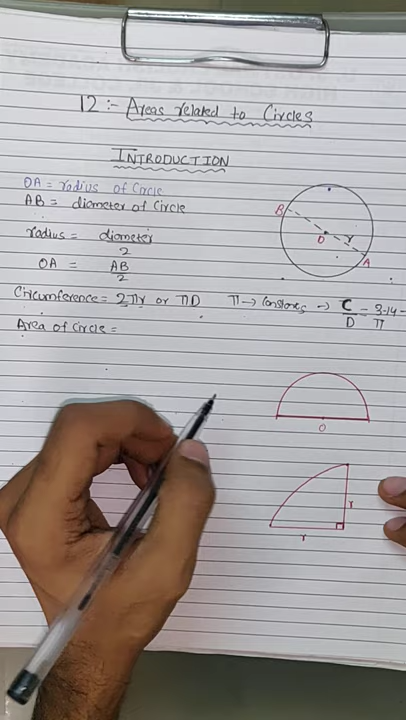 12:- Areas related to Circles
INTRODUCTION
OA = radius of Circle
AB = diameter of Circle
radius = diameter
2
OA = AB
2
Circumference = 2πr or πD π → Constant → C/D = 3.14 -
π
Area of Circle =
B
O
r
A
O
r
r